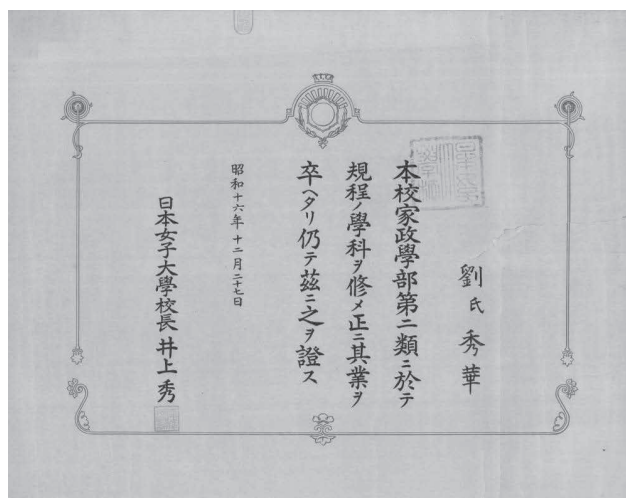 劉氏秀華
本校家政學部第二類ニ於テ
規程ノ學科ヲ修メ正ニ其業ヲ
卒ヘタリ仍テ茲ニ之ヲ證ス
昭和十六年十二月二十七日
日本女子大學校長 井上秀